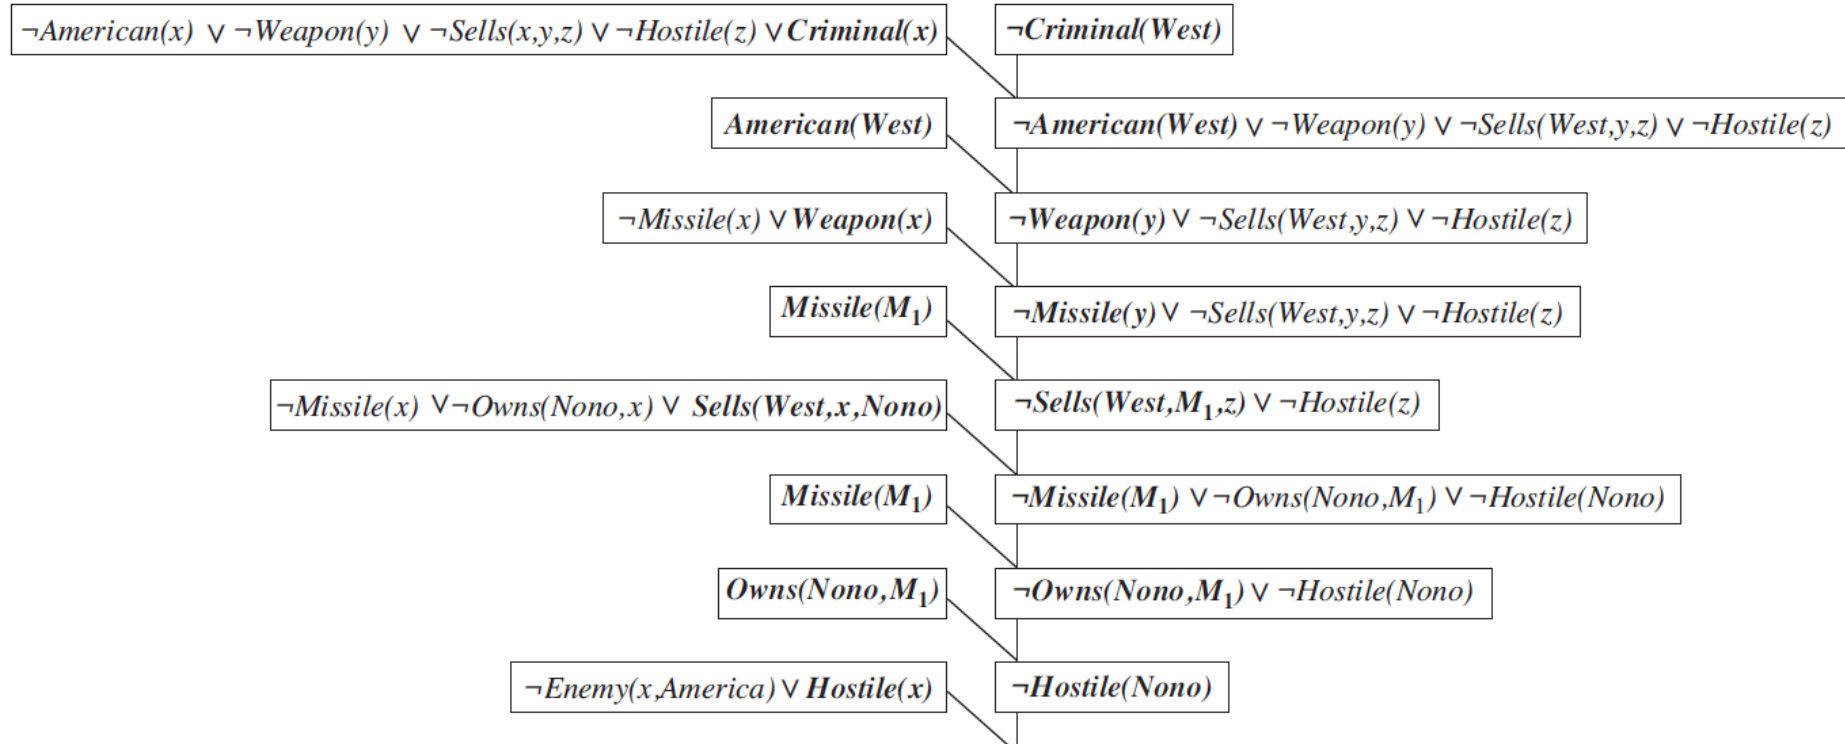 ¬American(x) ∨ ¬Weapon(y) ∨ ¬Sells(x,y,z) ∨ ¬Hostile(z) ∨ Criminal(x)
¬Criminal(West)
American(West)
¬American(West) ∨ ¬Weapon(y) ∨ ¬Sells(West,y,z) ∨ ¬Hostile(z)
¬Missile(x) ∨ Weapon(x)
¬Weapon(y) ∨ ¬Sells(West,y,z) ∨ ¬Hostile(z)
Missile(M₁)
¬Missile(y) ∨ ¬Sells(West,y,z) ∨ ¬Hostile(z)
¬Missile(x) ∨ ¬Owns(Nono,x) ∨ Sells(West,x,Nono)
¬Sells(West,M₁,z) ∨ ¬Hostile(z)
Missile(M₁)
¬Missile(M₁) ∨ ¬Owns(Nono,M₁) ∨ ¬Hostile(Nono)
Owns(Nono,M₁)
¬Owns(Nono,M₁) ∨ ¬Hostile(Nono)
¬Enemy(x,America) ∨ Hostile(x)
¬Hostile(Nono)